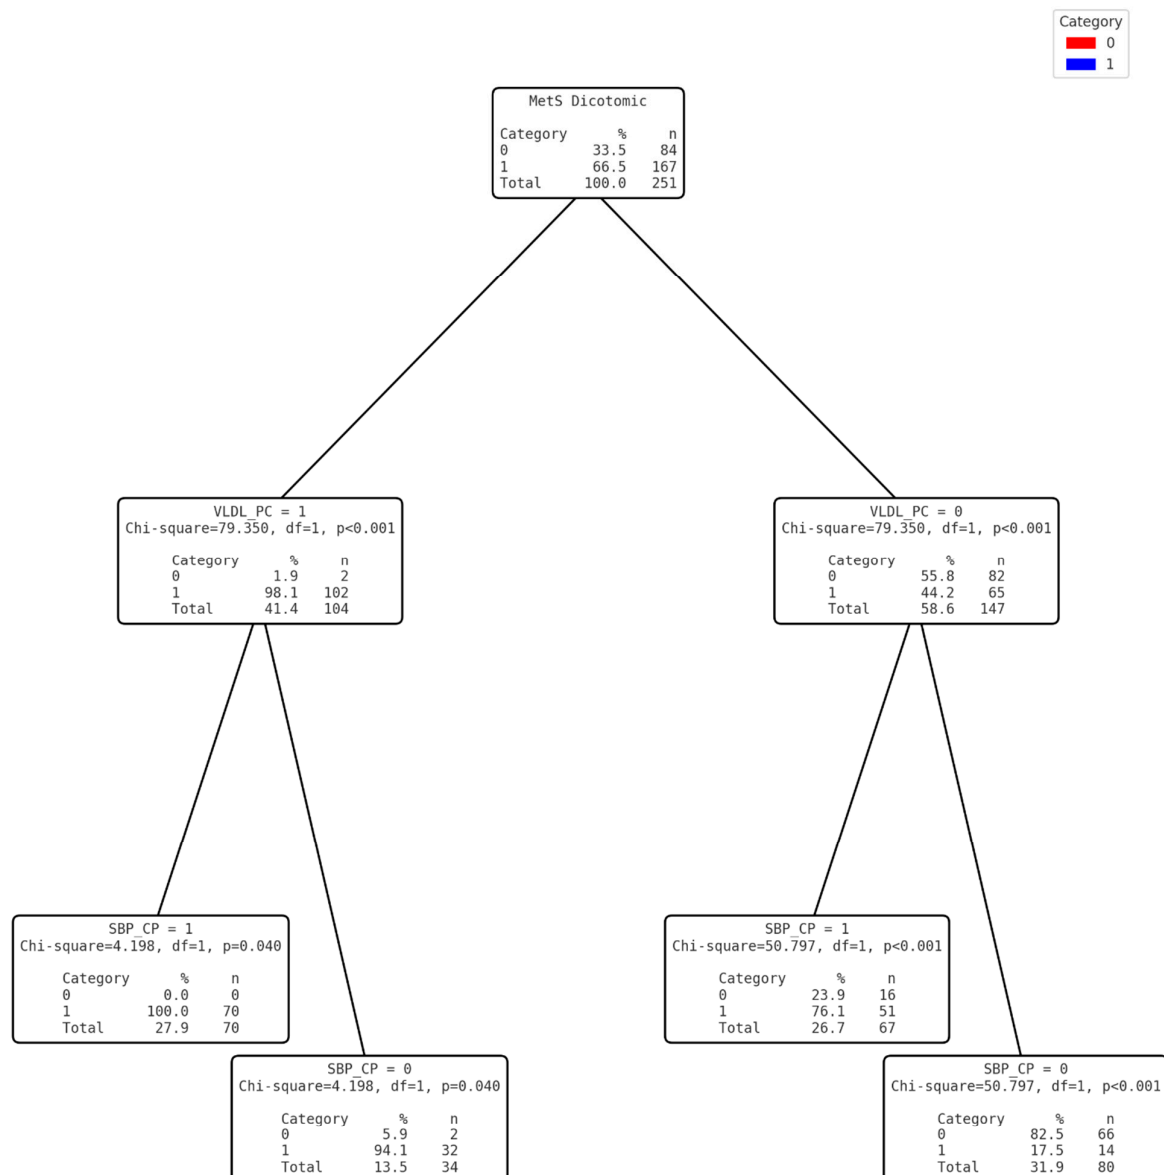 Category
0
1
MetS Dicotomic
Category % n
0 33.5 84
1 66.5 167
Total 100.0 251
VLDL_PC = 1
Chi-square=79.350, df=1, p<0.001
Category % n
0 1.9 2
1 98.1 102
Total 41.4 104
VLDL_PC = 0
Chi-square=79.350, df=1, p<0.001
Category % n
0 55.8 82
1 44.2 65
Total 58.6 147
SBP_CP = 1
Chi-square=4.198, df=1, p=0.040
Category % n
0 0.0 0
1 100.0 70
Total 27.9 70
SBP_CP = 1
Chi-square=50.797, df=1, p<0.001
Category % n
0 23.9 16
1 76.1 51
Total 26.7 67
SBP_CP = 0
Chi-square=4.198, df=1, p=0.040
Category % n
0 5.9 2
1 94.1 32
Total 13.5 34
SBP_CP = 0
Chi-square=50.797, df=1, p<0.001
Category % n
0 82.5 66
1 17.5 14
Total 31.9 80